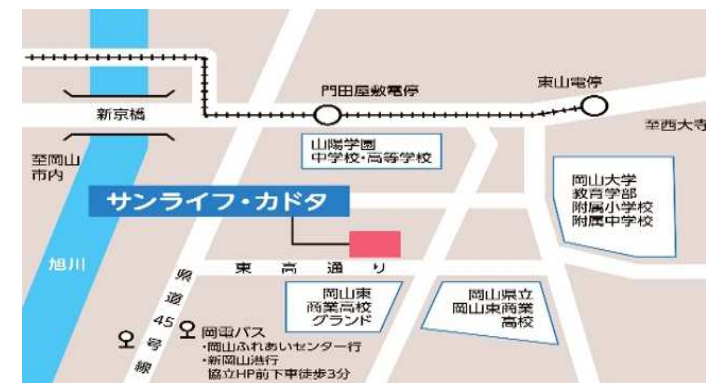 東山電停
門田屋敷電停
新京橋
至西大寺
山陽学園
中学校・高等学校
至岡山
市内
岡山大学
教育学部
附属小学校
附属中学校
サンライフ・カドタ
旭川
東高通り
県道45号線
岡山東
商業高校
グランド
岡山県立
岡山東商業
高校
岡電バス
・岡山ふれあいセンター行
・新岡山港行
協立HP前下車徒歩3分